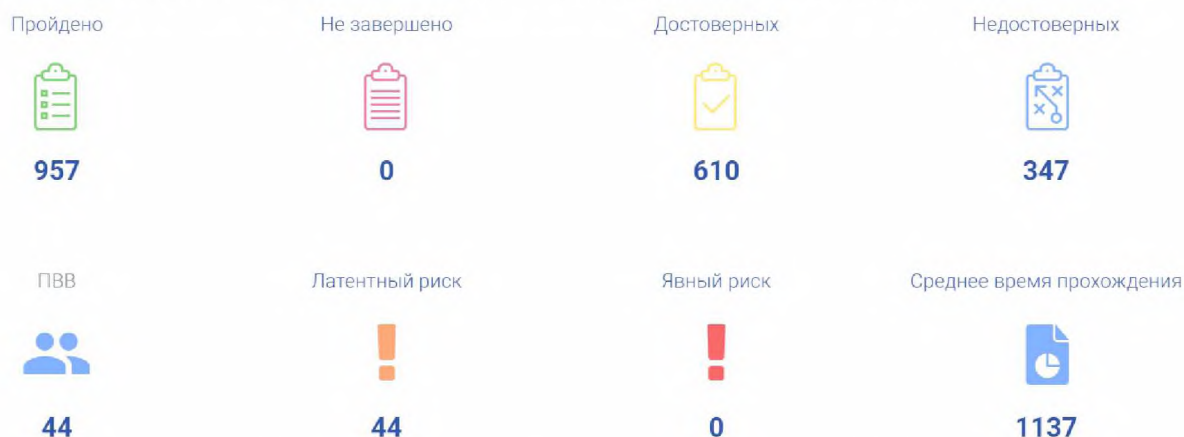 Пройдено
Не завершено
Достоверных
Недостоверных
957
0
610
347
ПВВ
Латентный риск
Явный риск
Среднее время прохождения
44
44
0
1137